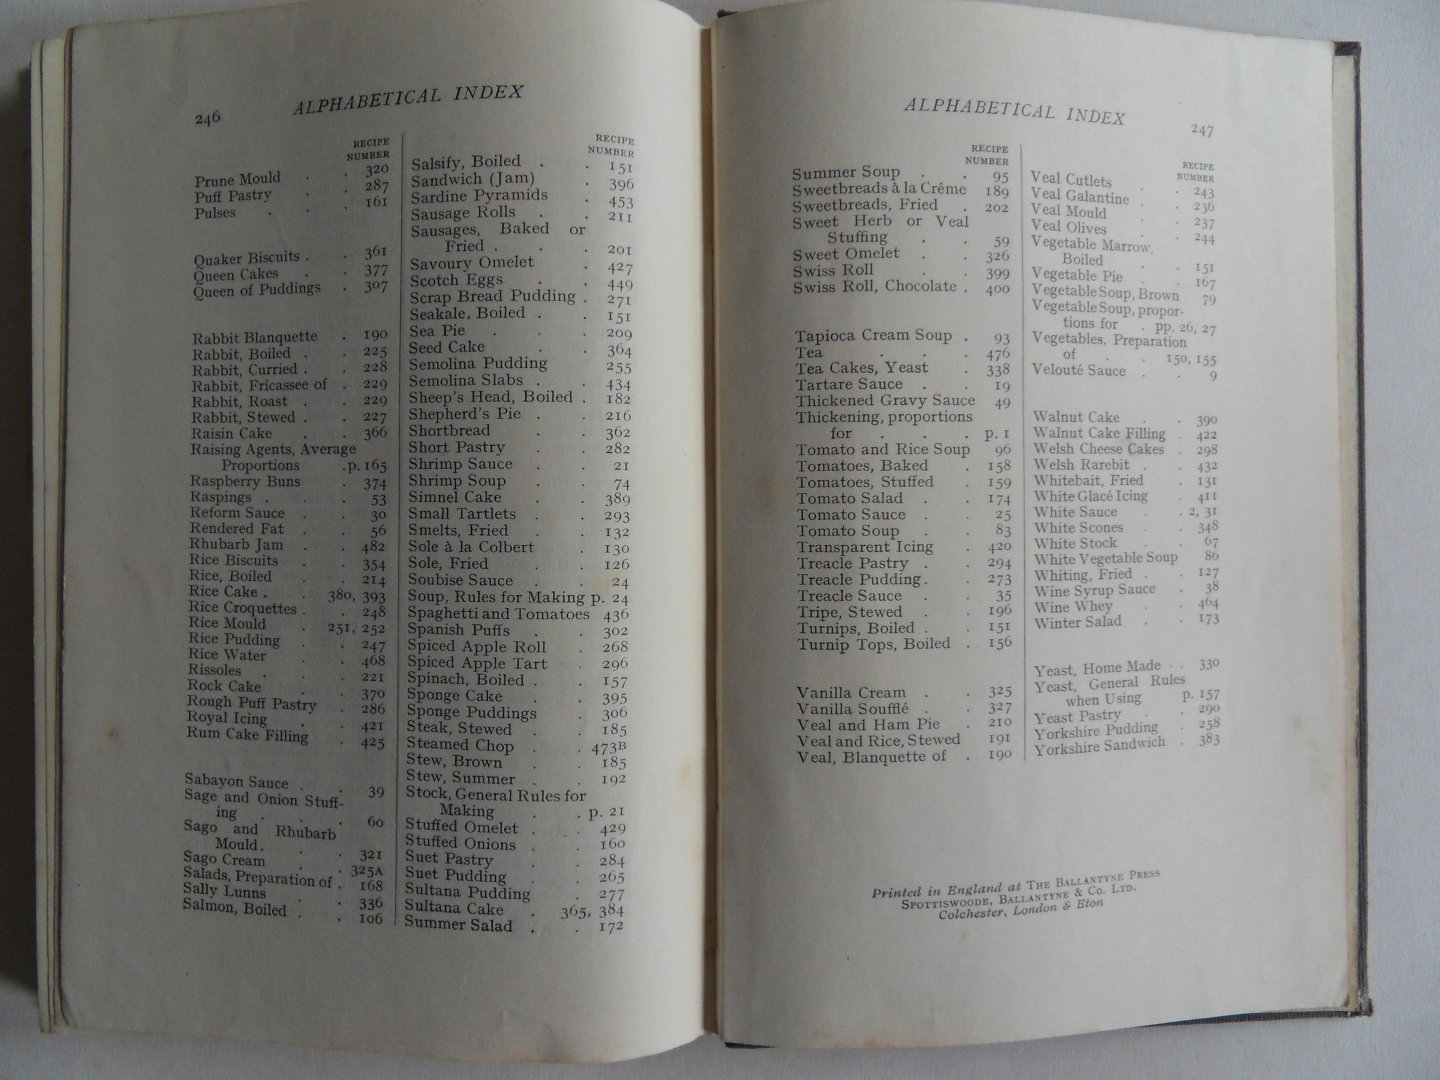 246
ALPHABETICAL INDEX
RECIPE
NUMBER
Prune Mould . . 320
Puff Pastry . . 287
Pulses . . . 161
Quaker Biscuits . . 361
Queen Cakes . . 377
Queen of Puddings . 307
Rabbit Blanquette . 190
Rabbit, Boiled . . 225
Rabbit, Curried . . 228
Rabbit, Fricassee of . 229
Rabbit, Roast . . 229
Rabbit, Stewed . . 227
Raisin Cake . . 366
Raising Agents, Average
Proportions . p. 165
Raspberry Buns . 374
Raspings . . . 53
Reform Sauce . . 30
Rendered Fat . . 56
Rhubarb Jam . . 482
Rice Biscuits . . 354
Rice, Boiled . . 214
Rice Cake . . 380, 393
Rice Croquettes . . 248
Rice Mould . 251, 252
Rice Pudding . . 247
Rice Water . . 468
Rissoles . . . 221
Rock Cake . . 370
Rough Puff Pastry . 286
Royal Icing . . 421
Rum Cake Filling . 425
Sabayon Sauce . . 39
Sage and Onion Stuff-
ing . . . 60
Sago and Rhubarb
Mould . . . 321
Sago Cream . . 325A
Salads, Preparation of . 168
Sally Lunns . . 336
Salmon, Boiled . . 106
RECIPE
NUMBER
Salsify, Boiled . . 151
Sandwich (Jam) . 396
Sardine Pyramids . 453
Sausage Rolls . . 211
Sausages, Baked or
Fried . . . 201
Savoury Omelet . 427
Scotch Eggs . . 449
Scrap Bread Pudding . 271
Seakale, Boiled . . 151
Sea Pie . . . 209
Seed Cake . . 364
Semolina Pudding . 255
Semolina Slabs . . 434
Sheep's Head, Boiled . 182
Shepherd's Pie . . 216
Shortbread . . 362
Short Pastry . . 282
Shrimp Sauce . . 21
Shrimp Soup . . 74
Simnel Cake . . 389
Small Tartlets . . 293
Smelts, Fried . . 132
Sole à la Colbert . 130
Sole, Fried . . 126
Soubise Sauce . . 24
Soup, Rules for Making p. 24
Spaghetti and Tomatoes 436
Spanish Puffs . . 302
Spiced Apple Roll . 268
Spiced Apple Tart . 296
Spinach, Boiled . . 157
Sponge Cake . . 395
Sponge Puddings . 306
Steak, Stewed . . 185
Steamed Chop . . 473B
Stew, Brown . . 185
Stew, Summer . . 192
Stock, General Rules for
Making . . p. 21
Stuffed Omelet . . 429
Stuffed Onions . . 160
Suet Pastry . . 284
Suet Pudding . . 265
Sultana Pudding . 277
Sultana Cake . 365, 384
Summer Salad . . 172
ALPHABETICAL INDEX
247
RECIPE
NUMBER
Summer Soup . . 95
Sweetbreads à la Crême 189
Sweetbreads, Fried . 202
Sweet Herb or Veal
Stuffing . . 59
Sweet Omelet . . 326
Swiss Roll . . 399
Swiss Roll, Chocolate . 400
Tapioca Cream Soup . 93
Tea . . . 476
Tea Cakes, Yeast . 338
Tartare Sauce . . 19
Thickened Gravy Sauce 49
Thickening, proportions
for . . . p. 1
Tomato and Rice Soup 96
Tomatoes, Baked . 158
Tomatoes, Stuffed . 159
Tomato Salad . . 174
Tomato Sauce . . 25
Tomato Soup . . 83
Transparent Icing . 420
Treacle Pastry . . 294
Treacle Pudding . . 273
Treacle Sauce . . 35
Tripe, Stewed . . 196
Turnips, Boiled . . 151
Turnip Tops, Boiled . 156
Vanilla Cream . . 325
Vanilla Soufflé . . 327
Veal and Ham Pie . 210
Veal and Rice, Stewed 191
Veal, Blanquette of . 190
RECIPE
NUMBER
Veal Cutlets . . 243
Veal Galantine . . 236
Veal Mould . . 237
Veal Olives . . 244
Vegetable Marrow,
Boiled . . 151
Vegetable Pie . . 167
Vegetable Soup, Brown 79
Vegetable Soup, propor-
tions for . pp. 26, 27
Vegetables, Preparation
of . . 150, 155
Velouté Sauce . . 9
Walnut Cake . . 390
Walnut Cake Filling . 422
Welsh Cheese Cakes . 298
Welsh Rarebit . . 432
Whitebait, Fried . 131
White Glacé Icing . 411
White Sauce . . 2, 31
White Scones . . 348
White Stock . . 67
White Vegetable Soup 86
Whiting, Fried . . 127
Wine Syrup Sauce . 38
Wine Whey . . 464
Winter Salad . . 173
Yeast, Home Made . . 330
Yeast, General Rules
when Using p. 157
Yeast Pastry . . 290
Yorkshire Pudding . 258
Yorkshire Sandwich . 383
Printed in England at THE BALLANTYNE PRESS
SPOTTISWOODE, BALLANTYNE & CO. LTD.
Colchester, London & Eton